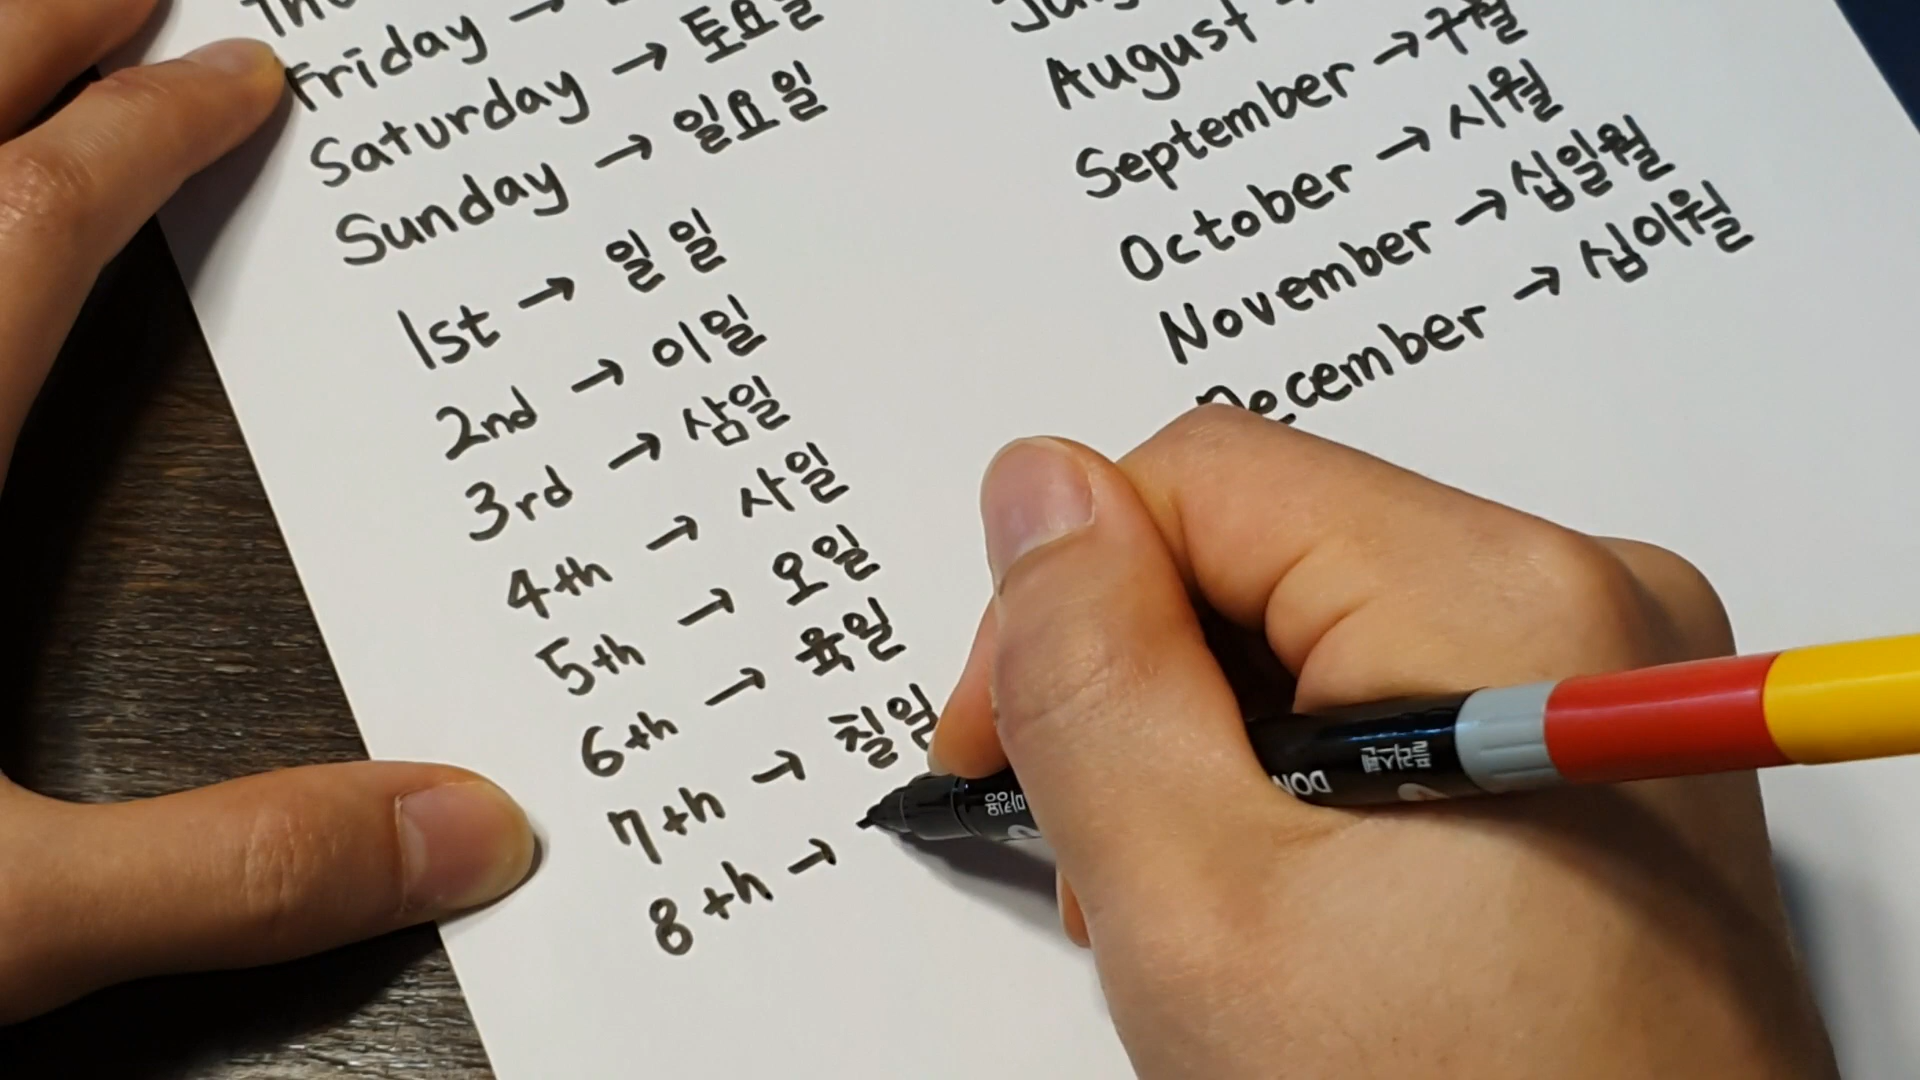 Friday →
Saturday → 토요일
Sunday → 일요일
1st → 일일
2nd → 이일
3rd → 삼일
4th → 사일
5th → 오일
6th → 육일
7th → 칠일
8th →
August →
September → 구월
October → 시월
November → 십일월
December → 십이월